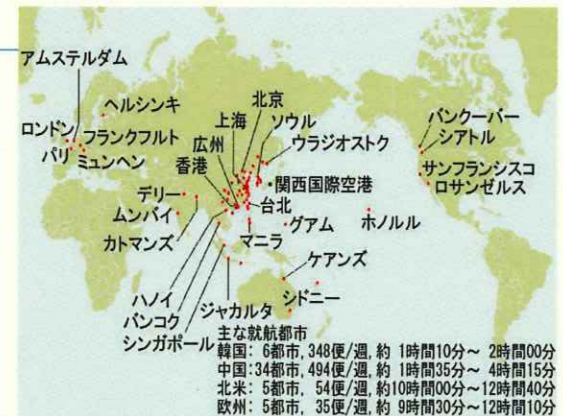 アムステルダム
ヘルシンキ
ロンドン
フランクフルト
パリ
ミュンヘン
北京
上海
ソウル
広州
ウラジオストク
香港
関西国際空港
デリー
台北
ムンバイ
グアム
ホノルル
カトマンズ
マニラ
バンクーバー
シアトル
サンフランシスコ
ロサンゼルス
ケアンズ
ハノイ
ジャカルタ
シドニー
バンコク
シンガポール
主な就航都市
韓国: 6都市, 348便/週, 約 1時間10分～ 2時間00分
中国:34都市, 494便/週, 約 1時間35分～ 4時間15分
北米: 5都市, 54便/週, 約10時間00分～12時間40分
欧州: 5都市, 35便/週, 約 9時間30分～12時間10分